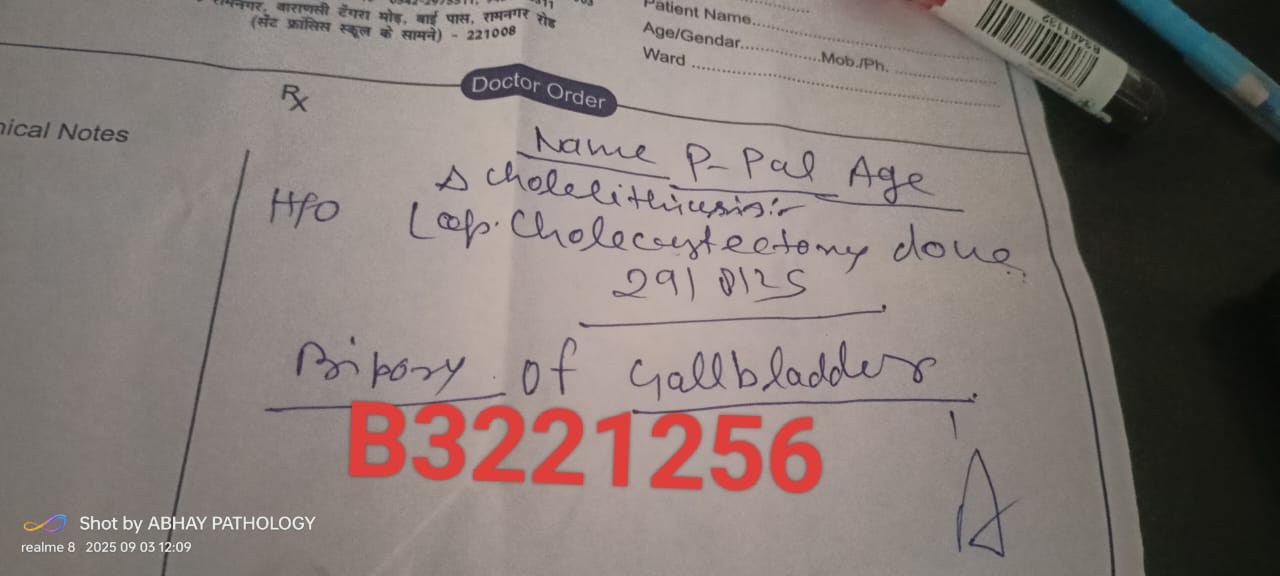 रामनगर, वाराणसी टेंगरा मोड़, बाई पास, रामनगर रोड
(सेंट फ्रांसिस स्कूल के सामने) - 221008
Patient Name
Age/Gendar Mob./Ph.
Ward
Doctor Order
Rx
nical Notes
Name P-Pal Age
Δ Cholelithiasis:-
H/O Lap. Cholecystectomy done
29/8/25
Biposy of Gallbladder.
B3221256
Shot by ABHAY PATHOLOGY
realme 8 2025 09 03 12:09